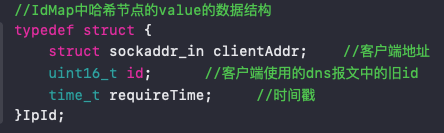 //IdMap中哈希节点的value的数据结构
typedef struct {
    struct sockaddr_in clientAddr;    //客户端地址
    uint16_t id;    //客户端使用的dns报文中的旧id
    time_t requireTime;    //时间戳
}IpId;